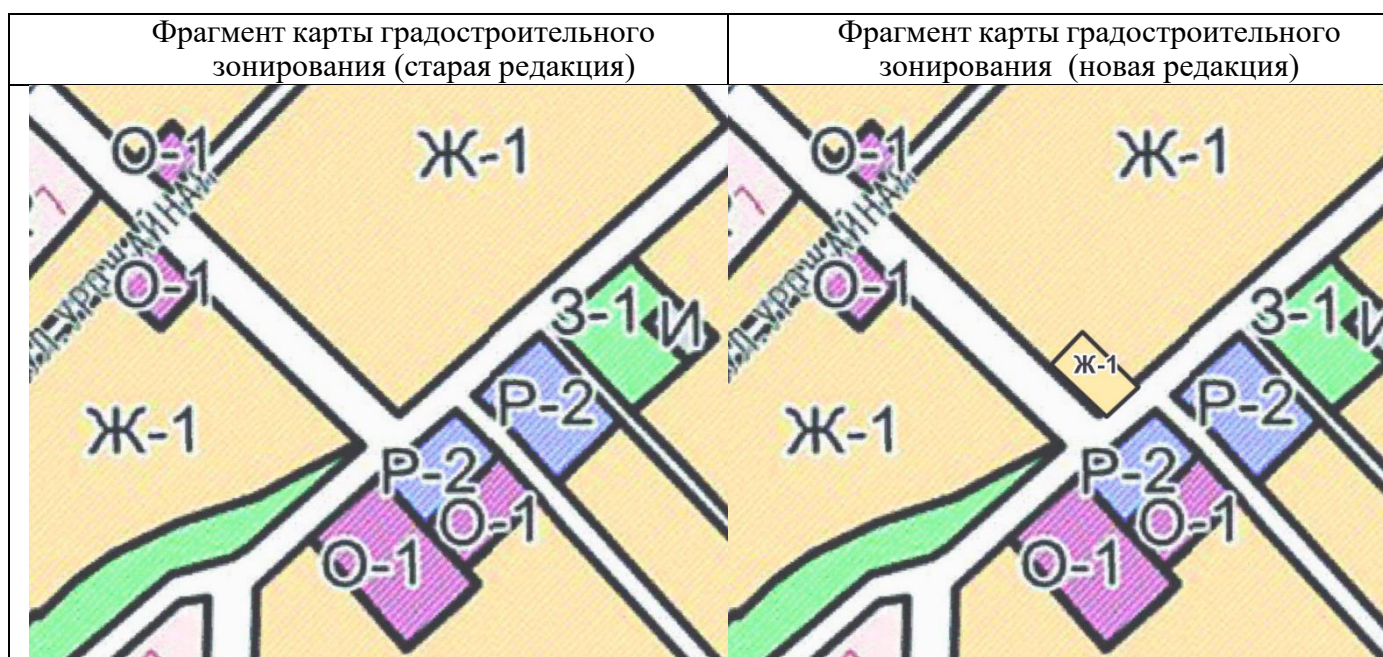 Фрагмент карты градостроительного
зонирования (старая редакция)
Фрагмент карты градостроительного
зонирования (новая редакция)
О-1
Ж-1
О-1
З-1
И
Р-2
Ж-1
Р-2
О-1
О-1
О-1
Ж-1
О-1
З-1
И
Ж-1
Р-2
Ж-1
Р-2
О-1
О-1